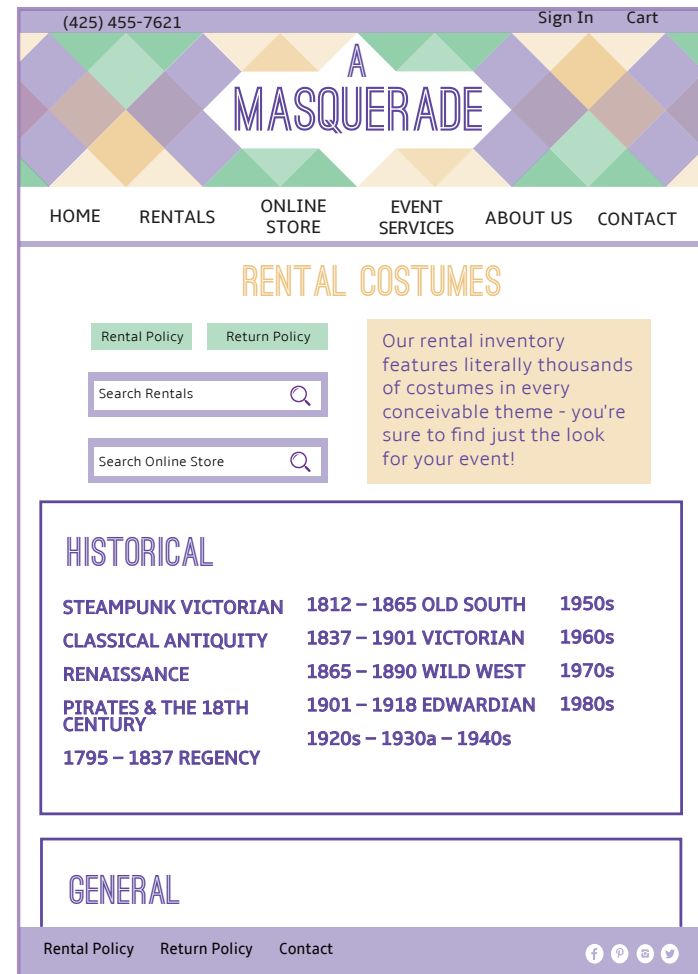 (425) 455-7621 Sign In Cart
A
MASQUERADE
HOME RENTALS ONLINE STORE EVENT SERVICES ABOUT US CONTACT
RENTAL COSTUMES
Rental Policy Return Policy
Search Rentals
Search Online Store
Our rental inventory
features literally thousands
of costumes in every
conceivable theme - you're
sure to find just the look
for your event!
HISTORICAL
STEAMPUNK VICTORIAN
CLASSICAL ANTIQUITY
RENAISSANCE
PIRATES & THE 18TH
CENTURY
1795 – 1837 REGENCY
1812 – 1865 OLD SOUTH
1837 – 1901 VICTORIAN
1865 – 1890 WILD WEST
1901 – 1918 EDWARDIAN
1920s – 1930a – 1940s
1950s
1960s
1970s
1980s
GENERAL
Rental Policy Return Policy Contact